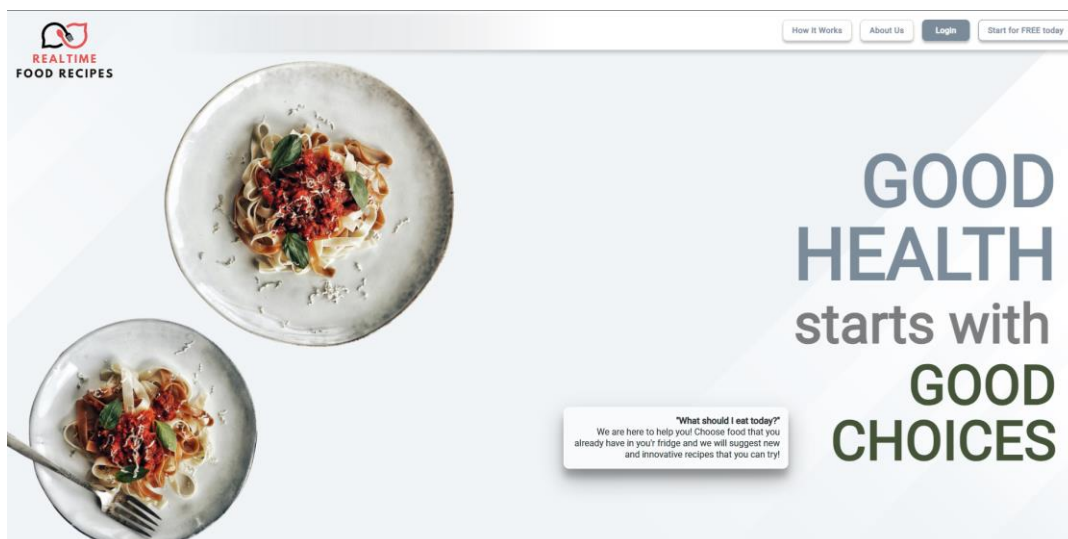 REALTIME
FOOD RECIPES
How It Works
About Us
Login
Start for FREE today
GOOD
HEALTH
starts with
GOOD
CHOICES
"What should I eat today?"
We are here to help you! Choose food that you
already have in you'r fridge and we will suggest new
and innovative recipes that you can try!